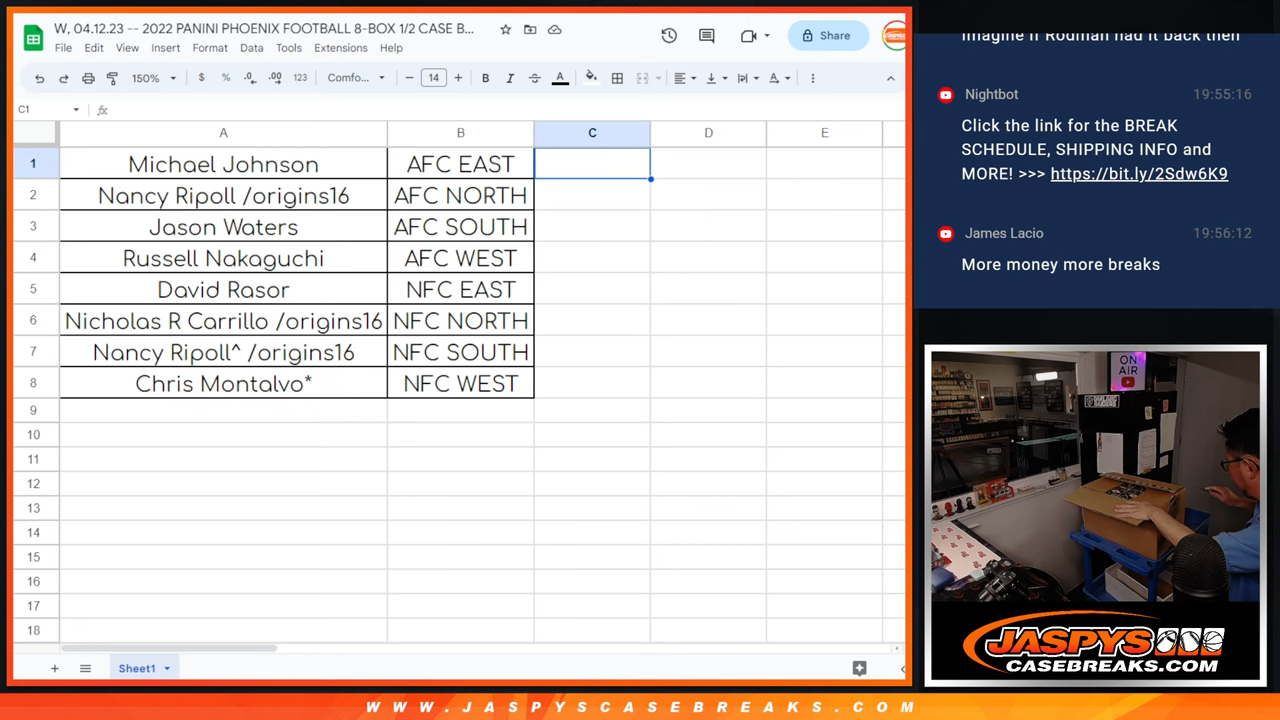 W, 04.12.23 -- 2022 PANINI PHOENIX FOOTBALL 8-BOX 1/2 CASE B...
File Edit View Insert Format Data Tools Extensions Help
Share
150% $ % .0 .00 123 Comfo... − 14 + B I A
C1 fx
A B C D E
1 Michael Johnson AFC EAST
2 Nancy Ripoll /origins16 AFC NORTH
3 Jason Waters AFC SOUTH
4 Russell Nakaguchi AFC WEST
5 David Rasor NFC EAST
6 Nicholas R Carrillo /origins16 NFC NORTH
7 Nancy Ripoll^ /origins16 NFC SOUTH
8 Chris Montalvo* NFC WEST
9
10
11
12
13
14
15
16
17
18
Sheet1
Imagine if Rodman had it back then
Nightbot 19:55:16
Click the link for the BREAK
SCHEDULE, SHIPPING INFO and
MORE! >>> https://bit.ly/2Sdw6K9
James Lacio 19:56:12
More money more breaks
ON
AIR
JASPYS
CASEBREAKS.COM
WWW.JASPYSCASEBREAKS.COM